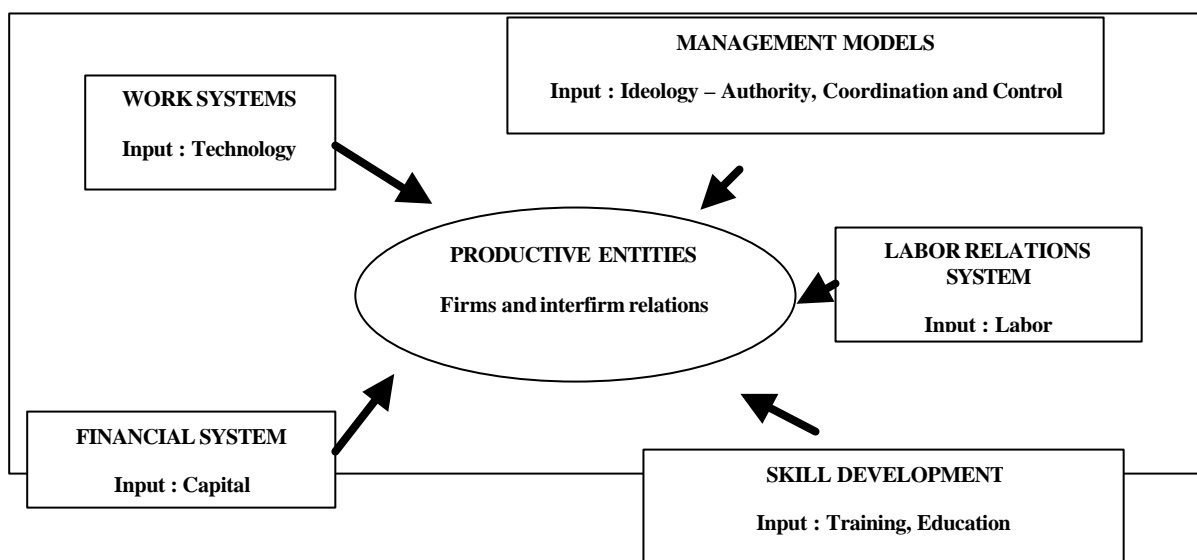 MANAGEMENT MODELS
Input : Ideology – Authority, Coordination and Control
WORK SYSTEMS
Input : Technology
PRODUCTIVE ENTITIES
Firms and interfirm relations
LABOR RELATIONS
SYSTEM
Input : Labor
FINANCIAL SYSTEM
Input : Capital
SKILL DEVELOPMENT
Input : Training, Education